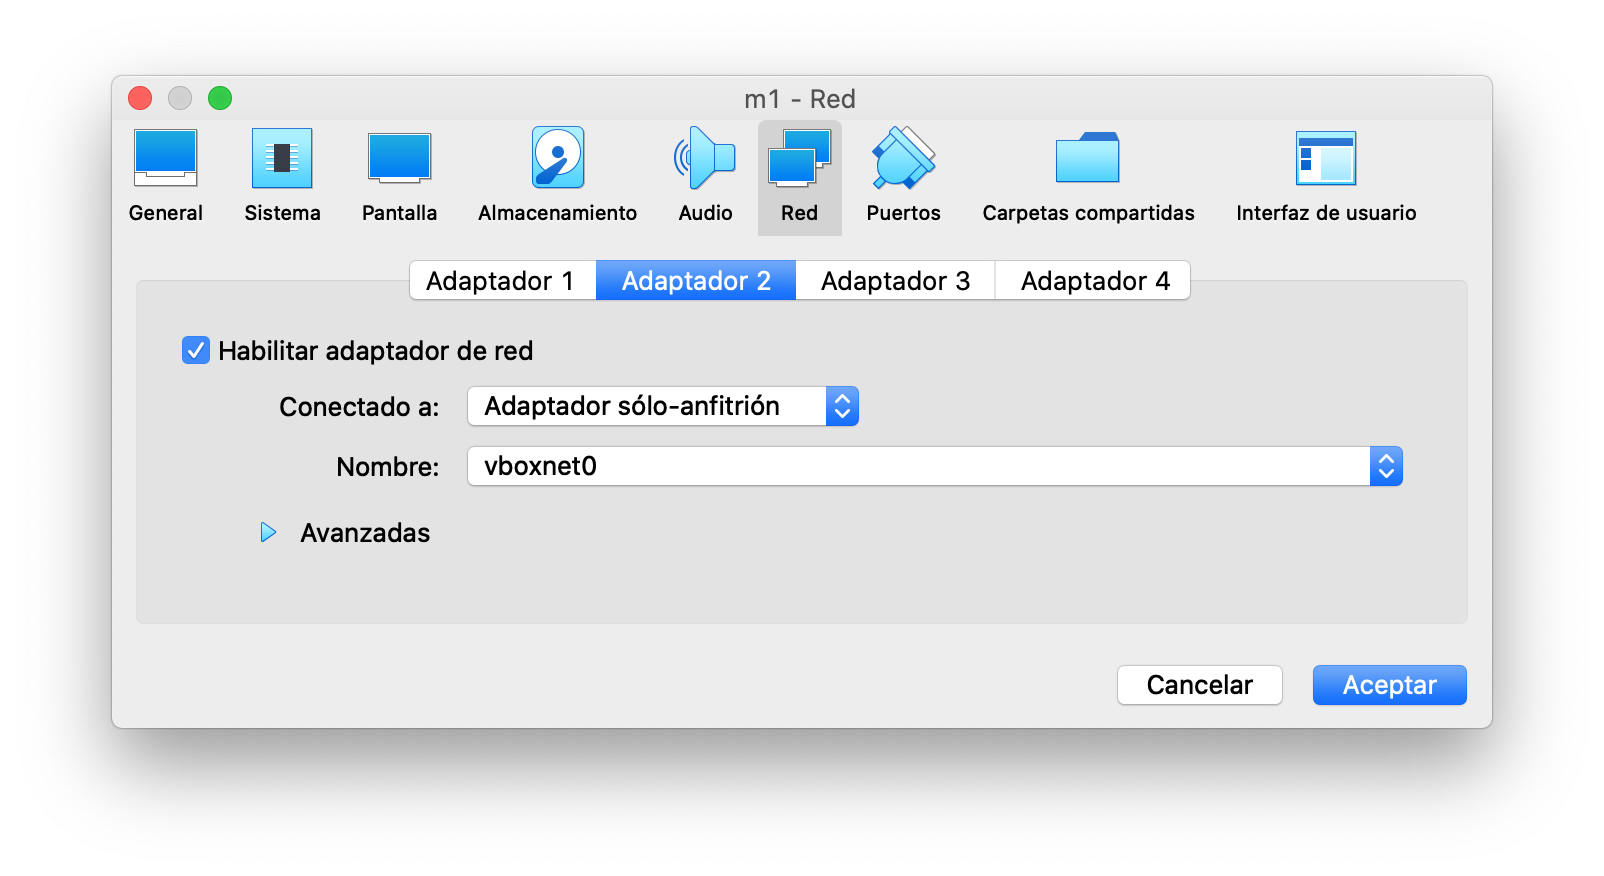 m1 - Red
General Sistema Pantalla Almacenamiento Audio Red Puertos Carpetas compartidas Interfaz de usuario
Adaptador 1 Adaptador 2 Adaptador 3 Adaptador 4
Habilitar adaptador de red
Conectado a: Adaptador sólo-anfitrión
Nombre: vboxnet0
Avanzadas
Cancelar Aceptar